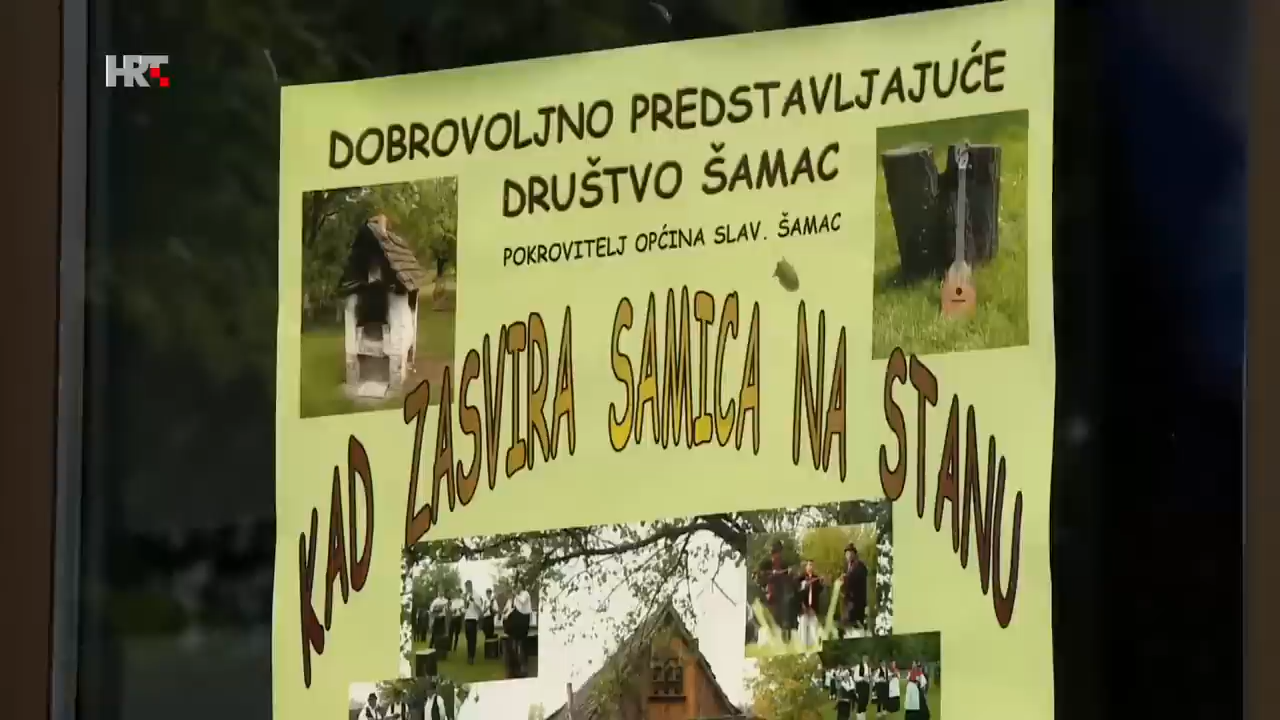 HRT
DOBROVOLJNO PREDSTAVLJAJUĆE
DRUŠTVO ŠAMAC
POKROVITELJ OPĆINA SLAV. ŠAMAC
KAD ZASVIRA SAMICA NA STANU